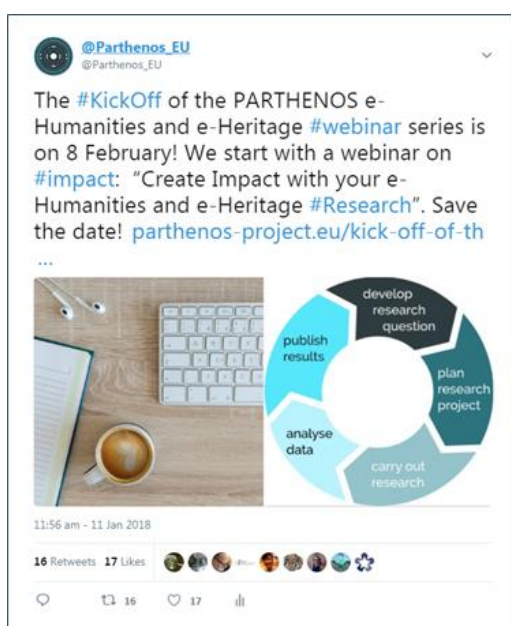 @Parthenos_EU
@Parthenos_EU
The #KickOff of the PARTHENOS e-
Humanities and e-Heritage #webinar series is
on 8 February! We start with a webinar on
#impact:  “Create Impact with your e-
Humanities and e-Heritage #Research”. Save
the date!  parthenos-project.eu/kick-off-of-th
...
develop
research
question
plan
research
project
carry out
research
analyse
data
publish
results
11:56 am - 11 Jan 2018
16 Retweets  17 Likes
16  17